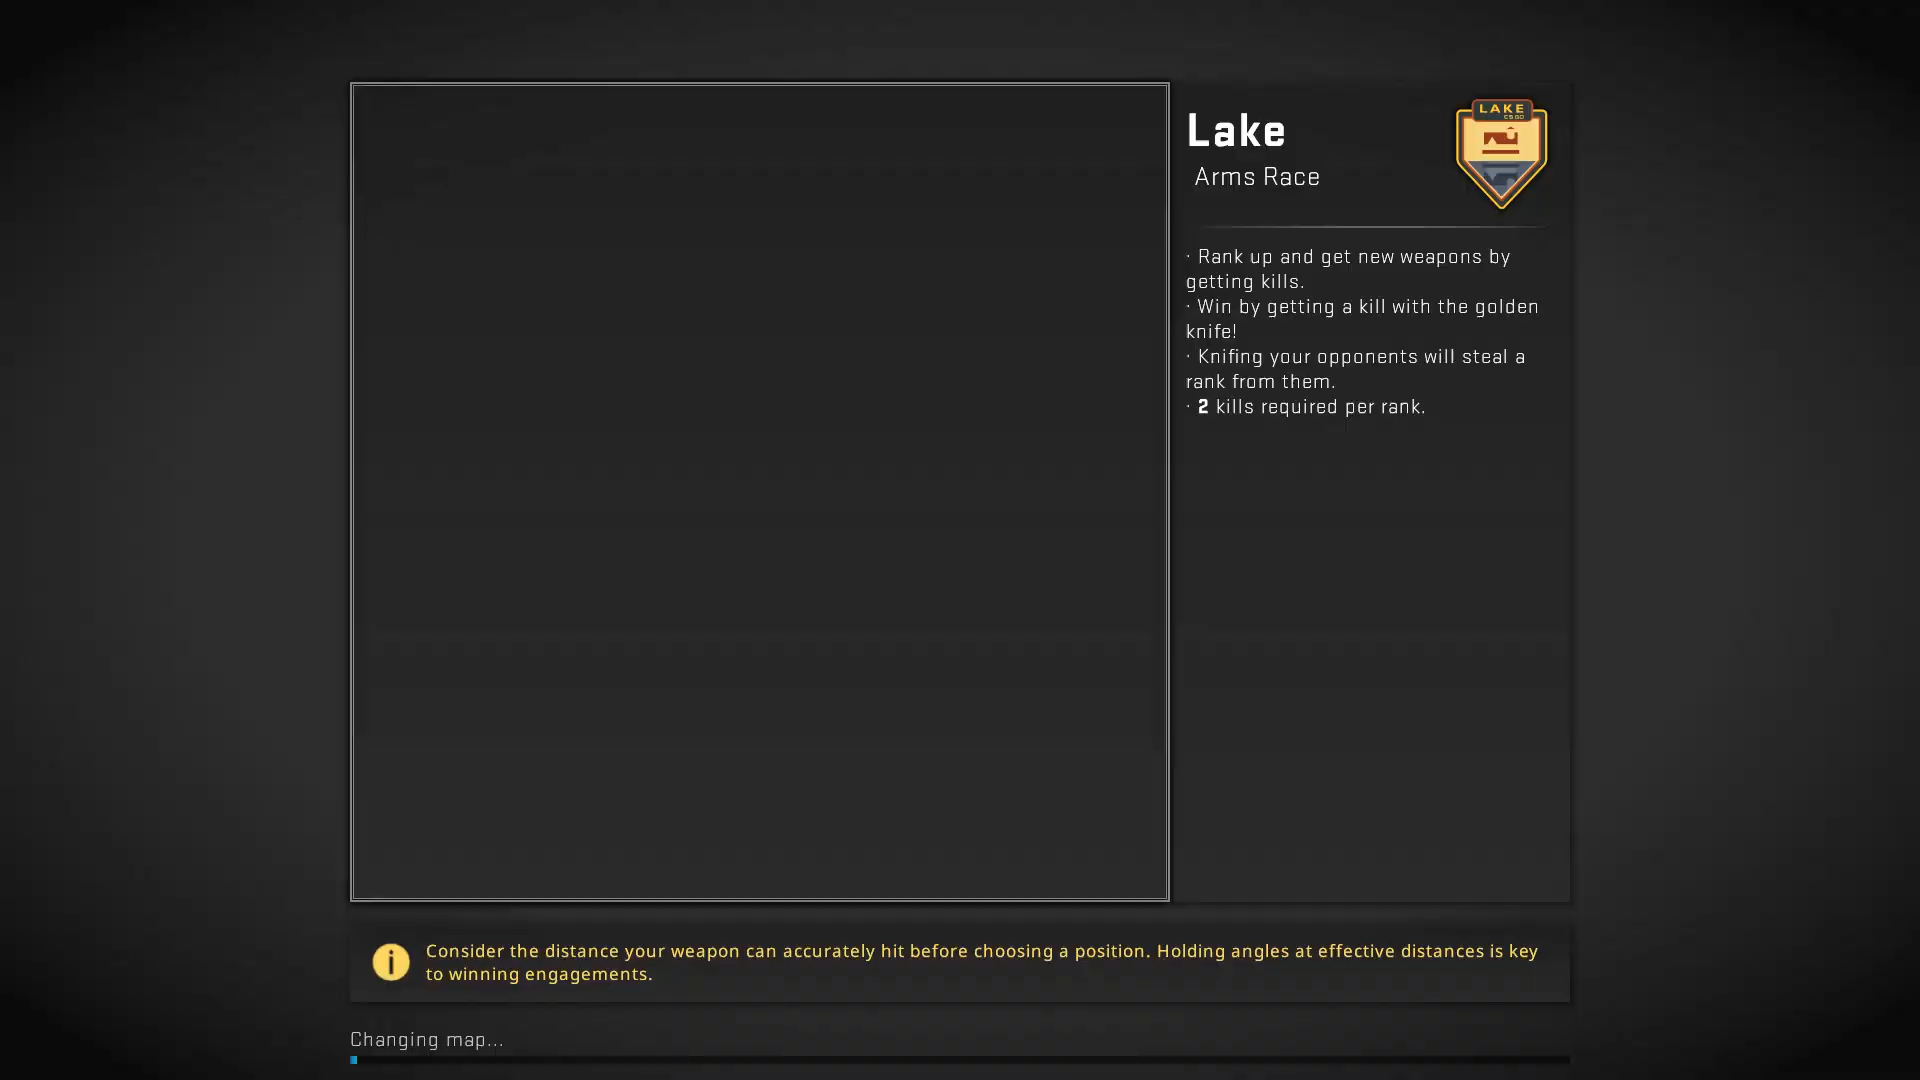 LAKE
CS:GO
Lake
Arms Race
· Rank up and get new weapons by
getting kills.
· Win by getting a kill with the golden
knife!
· Knifing your opponents will steal a
rank from them.
· 2 kills required per rank.
Consider the distance your weapon can accurately hit before choosing a position. Holding angles at effective distances is key
to winning engagements.
Changing map...